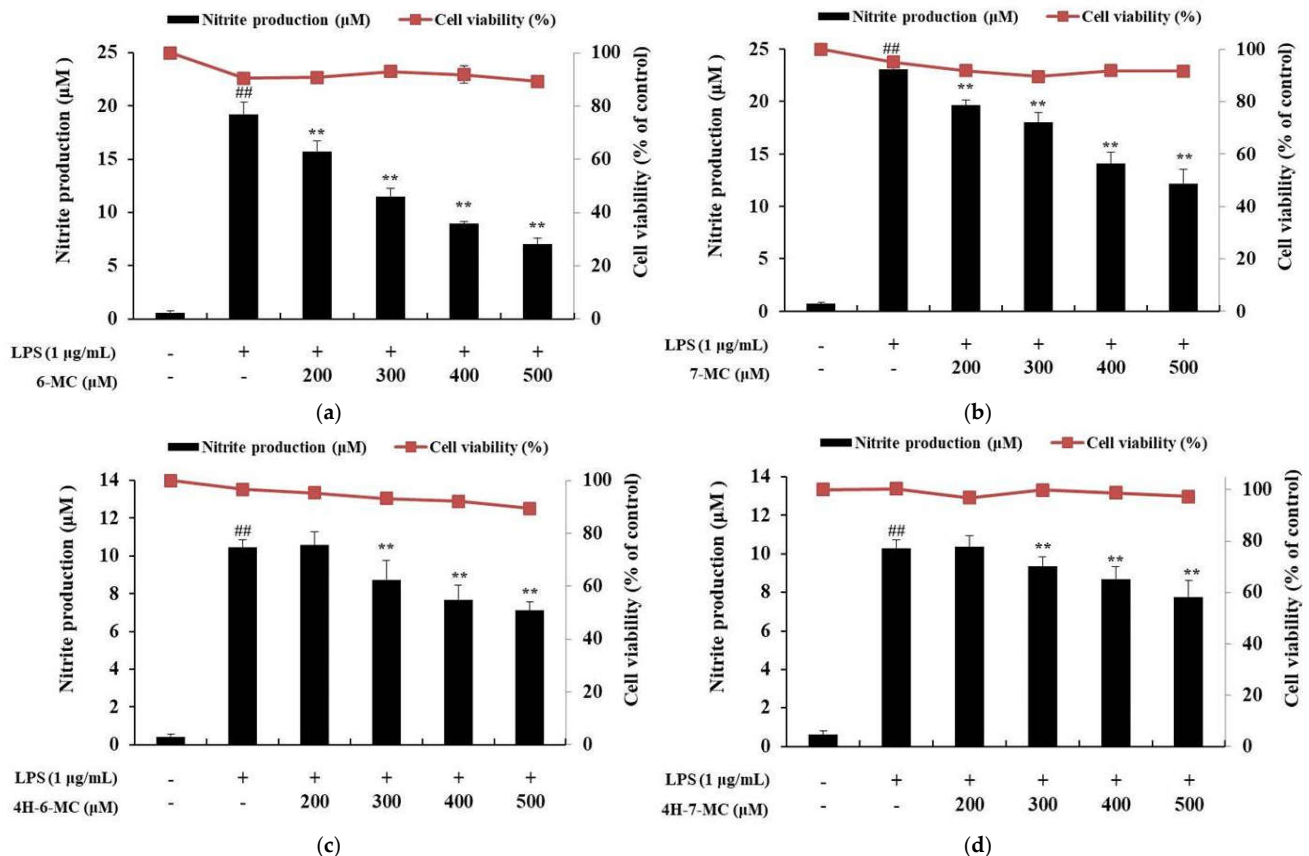 Nitrite production (µM) Cell viability (%)
Nitrite production (µM)
25
20
15
10
5
0
##
**
**
**
**
100
80
60
40
20
0
Cell viability (% of control)
LPS (1 µg/mL) - + + + + +
6-MC (µM) - - 200 300 400 500
(a)
Nitrite production (µM) Cell viability (%)
Nitrite production (µM)
25
20
15
10
5
0
##
**
**
**
**
100
80
60
40
20
0
Cell viability (% of control)
LPS (1 µg/mL) - + + + + +
7-MC (µM) - - 200 300 400 500
(b)
Nitrite production (µM) Cell viability (%)
Nitrite production (µM )
14
12
10
8
6
4
2
0
##
**
**
**
100
80
60
40
20
0
Cell viability (% of control)
LPS (1 µg/mL) - + + + + +
4H-6-MC (µM) - - 200 300 400 500
(c)
Nitrite production (µM) Cell viability (%)
Nitrite production (µM )
14
12
10
8
6
4
2
0
##
**
**
**
100
80
60
40
20
0
Cell viability (% of control)
LPS (1 µg/mL) - + + + + +
4H-7-MC (µM) - - 200 300 400 500
(d)